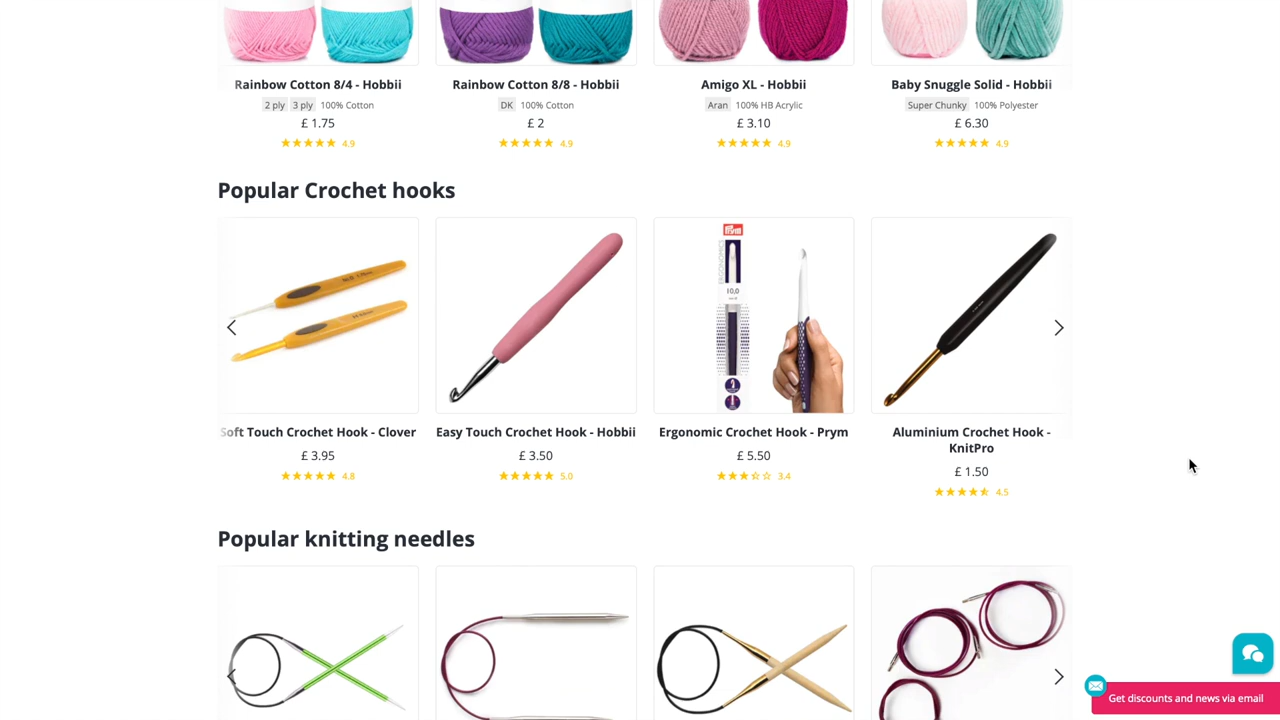 Rainbow Cotton 8/4 - Hobbii
Rainbow Cotton 8/8 - Hobbii
Amigo XL - Hobbii
Baby Snuggle Solid - Hobbii
2 ply 3 ply 100% Cotton
DK 100% Cotton
Aran 100% HB Acrylic
Super Chunky 100% Polyester
£ 1.75
£ 2
£ 3.10
£ 6.30
4.9
4.9
4.9
4.9
Popular Crochet hooks
prym
ERGONOMICS
10,0
Soft Touch Crochet Hook - Clover
Easy Touch Crochet Hook - Hobbii
Ergonomic Crochet Hook - Prym
Aluminium Crochet Hook -
KnitPro
£ 3.95
£ 3.50
£ 5.50
£ 1.50
4.8
5.0
3.4
4.5
Popular knitting needles
Get discounts and news via email